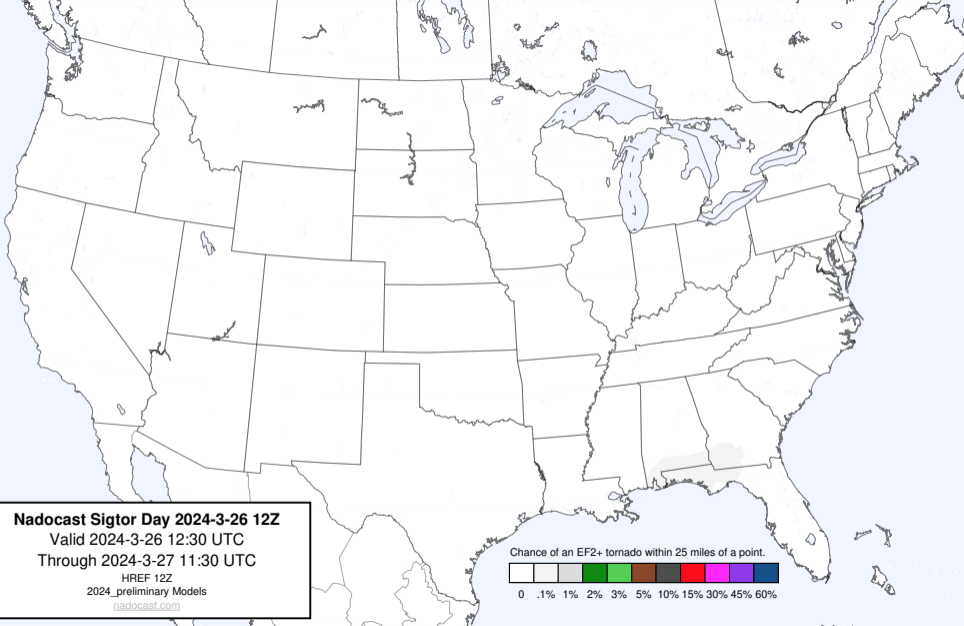 Nadocast Sigtor Day 2024-3-26 12Z
Valid 2024-3-26 12:30 UTC
Through 2024-3-27 11:30 UTC
HREF 12Z
2024_preliminary Models
nadocast.com
Chance of an EF2+ tornado within 25 miles of a point.
0 .1% 1% 2% 3% 5% 10% 15% 30% 45% 60%